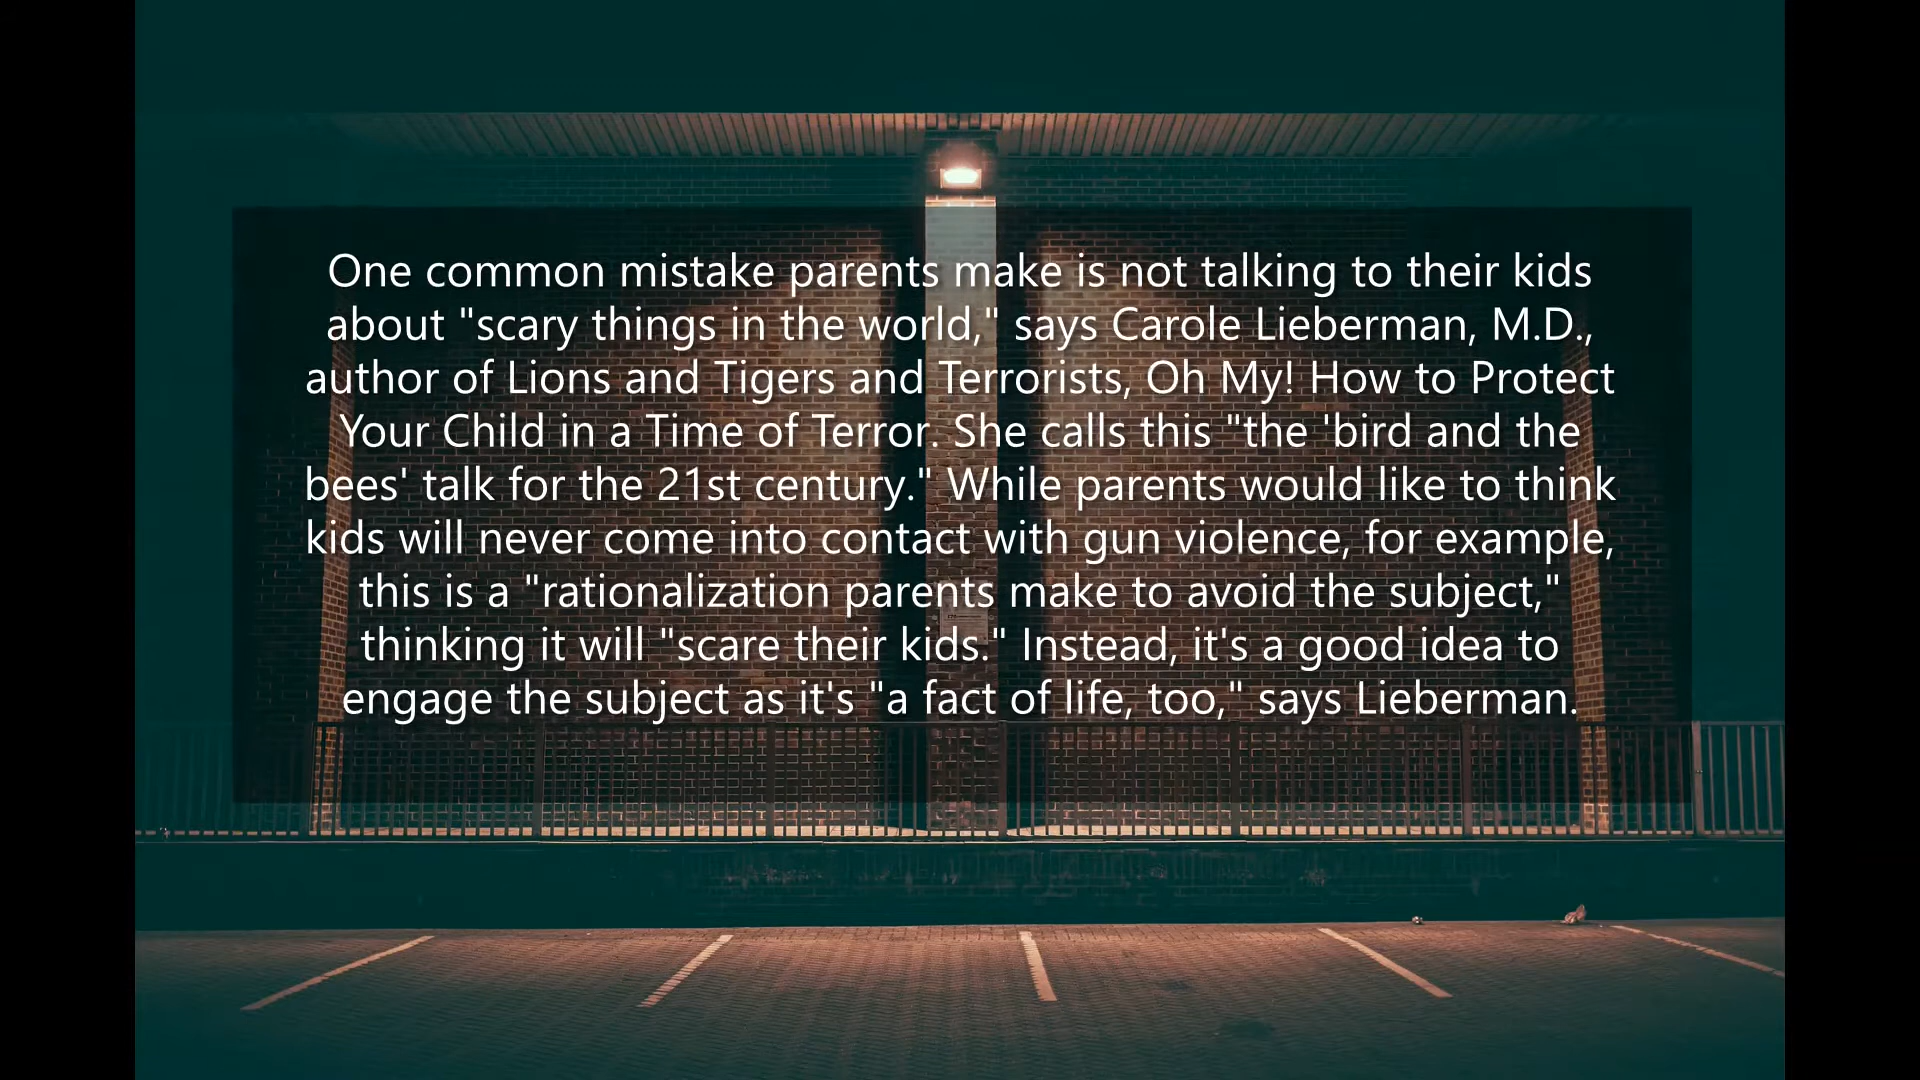 One common mistake parents make is not talking to their kids
about "scary things in the world," says Carole Lieberman, M.D.,
author of Lions and Tigers and Terrorists, Oh My! How to Protect
Your Child in a Time of Terror. She calls this "the 'bird and the
bees' talk for the 21st century." While parents would like to think
kids will never come into contact with gun violence, for example,
this is a "rationalization parents make to avoid the subject,"
thinking it will "scare their kids." Instead, it's a good idea to
engage the subject as it's "a fact of life, too," says Lieberman.